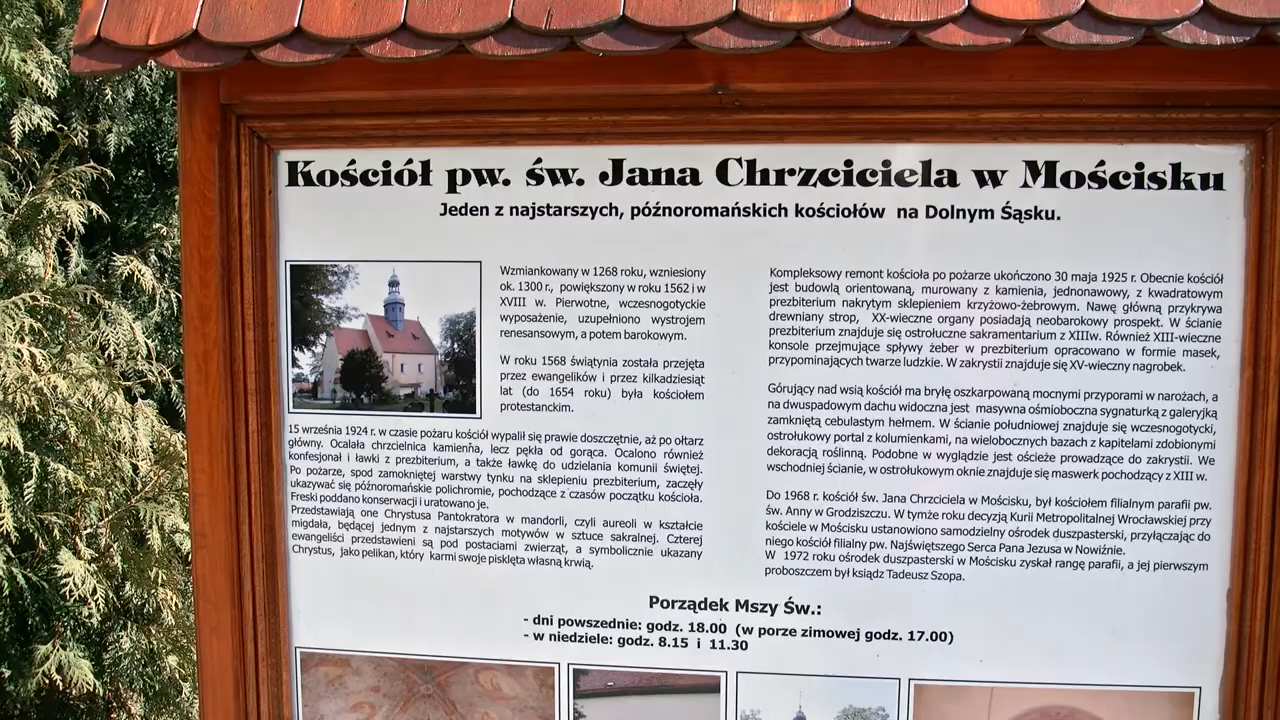 Kościół pw. św. Jana Chrzciciela w Mościsku
Jeden z najstarszych, późnoromańskich kościołów na Dolnym Śąsku.
Wzmiankowany w 1268 roku, wzniesiony
ok. 1300 r., powiększony w roku 1562 i w
XVIII w. Pierwotne, wczesnogotyckie
wyposażenie, uzupełniono wystrojem
renesansowym, a potem barokowym.
W roku 1568 świątynia została przejęta
przez ewangelików i przez kilkadziesiąt
lat (do 1654 roku) była kościołem
protestanckim.
15 września 1924 r. w czasie pożaru kościół wypalił się prawie doszczętnie, aż po ołtarz
główny. Ocalała chrzcielnica kamienna, lecz pękła od gorąca. Ocalono również
konfesjonał i ławki z prezbiterium, a także ławkę do udzielania komunii świętej.
Po pożarze, spod zamokniętej warstwy tynku na sklepieniu prezbiterium, zaczęły
ukazywać się późnoromańskie polichromie, pochodzące z czasów początku kościoła.
Freski poddano konserwacji i uratowano je.
Przedstawiają one Chrystusa Pantokratora w mandorli, czyli aureoli w kształcie
migdała, będącej jednym z najstarszych motywów w sztuce sakralnej. Czterej
ewangeliści przedstawieni są pod postaciami zwierząt, a symbolicznie ukazany
Chrystus, jako pelikan, który karmi swoje pisklęta własną krwią.
Kompleksowy remont kościoła po pożarze ukończono 30 maja 1925 r. Obecnie kościół
jest budowlą orientowaną, murowany z kamienia, jednonawowy, z kwadratowym
prezbiterium nakrytym sklepieniem krzyżowo-żebrowym. Nawę główną przykrywa
drewniany strop, XX-wieczne organy posiadają neobarokowy prospekt. W ścianie
prezbiterium znajduje się ostrołuczne sakramentarium z XIIIw. Również XIII-wieczne
konsole przejmujące spływy żeber w prezbiterium opracowano w formie masek,
przypominających twarze ludzkie. W zakrystii znajduje się XV-wieczny nagrobek.
Górujący nad wsią kościół ma bryłę oszkarpowaną mocnymi przyporami w narożach, a
na dwuspadowym dachu widoczna jest masywna ośmioboczna sygnaturką z galeryjką
zamkniętą cebulastym hełmem. W ścianie południowej znajduje się wczesnogotycki,
ostrołukowy portal z kolumienkami, na wielobocznych bazach z kapitelami zdobionymi
dekoracją roślinną. Podobne w wyglądzie jest ościeże prowadzące do zakrystii. We
wschodniej ścianie, w ostrołukowym oknie znajduje się maswerk pochodzący z XIII w.
Do 1968 r. kościół św. Jana Chrzciciela w Mościsku, był kościołem filialnym parafii pw.
św. Anny w Grodziszczu. W tymże roku decyzją Kurii Metropolitalnej Wrocławskiej przy
kościele w Mościsku ustanowiono samodzielny ośrodek duszpasterski, przyłączając do
niego kościół filialny pw. Najświętszego Serca Pana Jezusa w Nowiźnie.
W 1972 roku ośrodek duszpasterski w Mościsku zyskał rangę parafii, a jej pierwszym
proboszczem był ksiądz Tadeusz Szopa.
Porządek Mszy Św.:
- dni powszednie: godz. 18.00 (w porze zimowej godz. 17.00)
- w niedziele: godz. 8.15 i 11.30